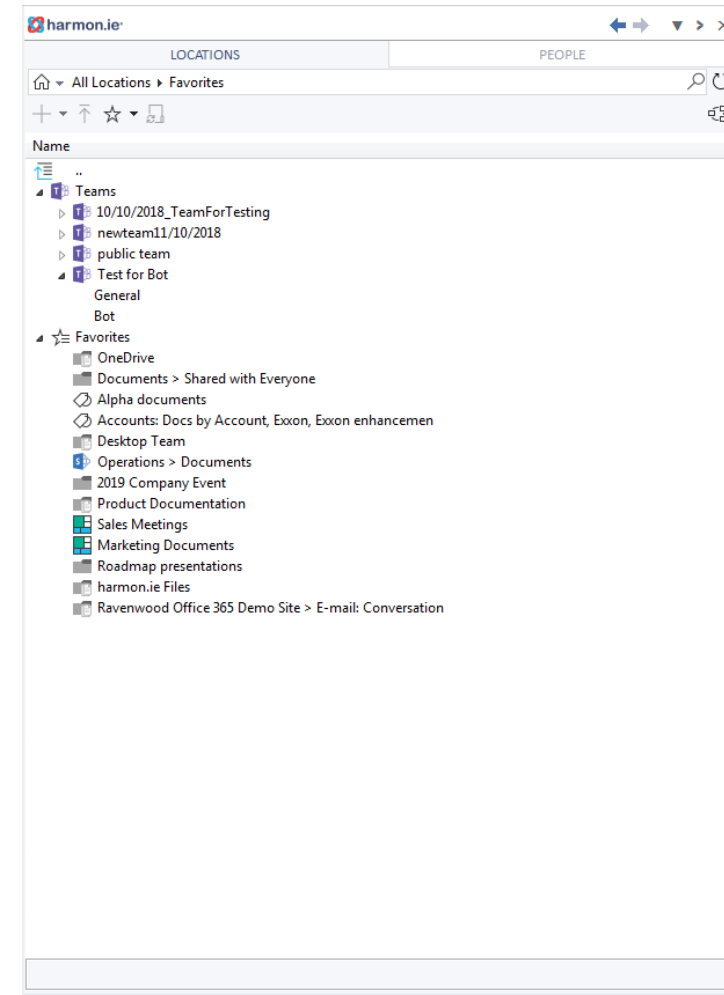 harmon.ie
LOCATIONS PEOPLE
All Locations Favorites
Name
..
Teams
10/10/2018_TeamForTesting
newteam11/10/2018
public team
Test for Bot
General
Bot
Favorites
OneDrive
Documents > Shared with Everyone
Alpha documents
Accounts: Docs by Account, Exxon, Exxon enhancemen
Desktop Team
Operations > Documents
2019 Company Event
Product Documentation
Sales Meetings
Marketing Documents
Roadmap presentations
harmon.ie Files
Ravenwood Office 365 Demo Site > E-mail: Conversation